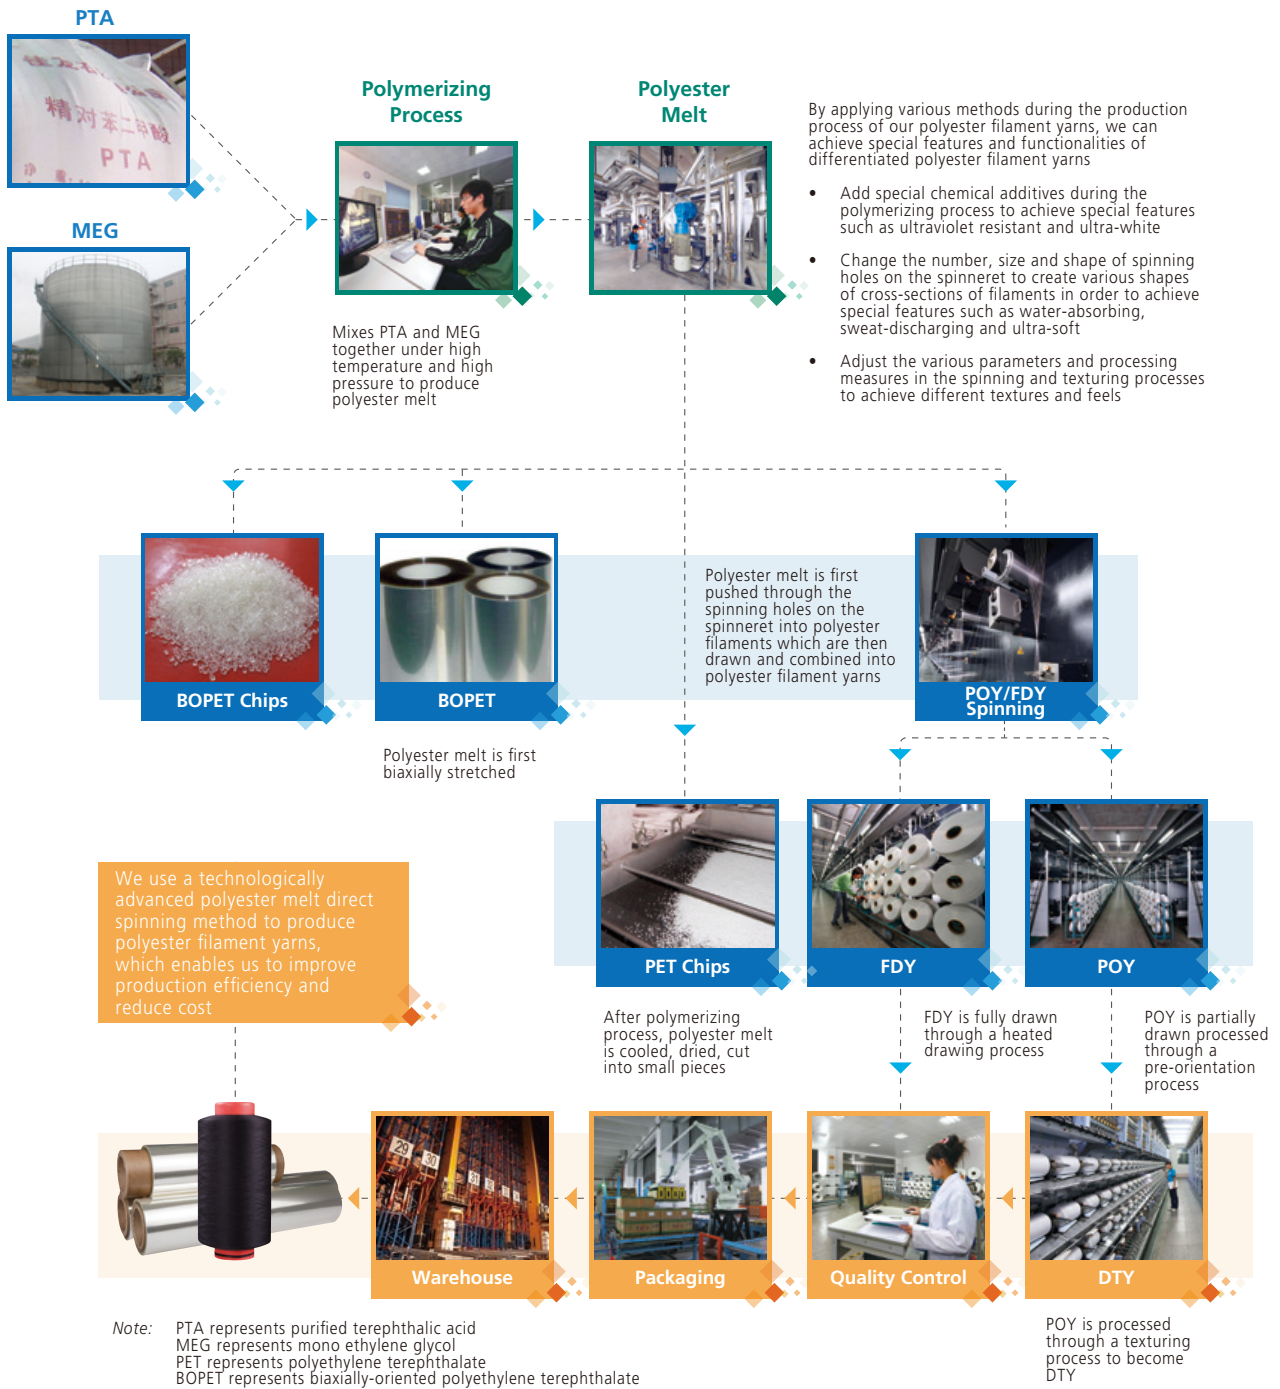 PTA
精对苯二甲酸
PTA
MEG
Polymerizing
Process
Mixes PTA and MEG
together under high
temperature and high
pressure to produce
polyester melt
Polyester
Melt
By applying various methods during the production
process of our polyester filament yarns, we can
achieve special features and functionalities of
differentiated polyester filament yarns
• Add special chemical additives during the
polymerizing process to achieve special features
such as ultraviolet resistant and ultra-white
• Change the number, size and shape of spinning
holes on the spinneret to create various shapes
of cross-sections of filaments in order to achieve
special features such as water-absorbing,
sweat-discharging and ultra-soft
• Adjust the various parameters and processing
measures in the spinning and texturing processes
to achieve different textures and feels
BOPET Chips
BOPET
Polyester melt is first
biaxially stretched
Polyester melt is first
pushed through the
spinning holes on the
spinneret into polyester
filaments which are then
drawn and combined into
polyester filament yarns
POY/FDY
Spinning
PET Chips
After polymerizing
process, polyester melt
is cooled, dried, cut
into small pieces
FDY
FDY is fully drawn
through a heated
drawing process
POY
POY is partially
drawn processed
through a
pre-orientation
process
We use a technologically
advanced polyester melt direct
spinning method to produce
polyester filament yarns,
which enables us to improve
production efficiency and
reduce cost
29
30
31
Warehouse
Packaging
Quality Control
DTY
POY is processed
through a texturing
process to become
DTY
Note: PTA represents purified terephthalic acid
MEG represents mono ethylene glycol
PET represents polyethylene terephthalate
BOPET represents biaxially-oriented polyethylene terephthalate